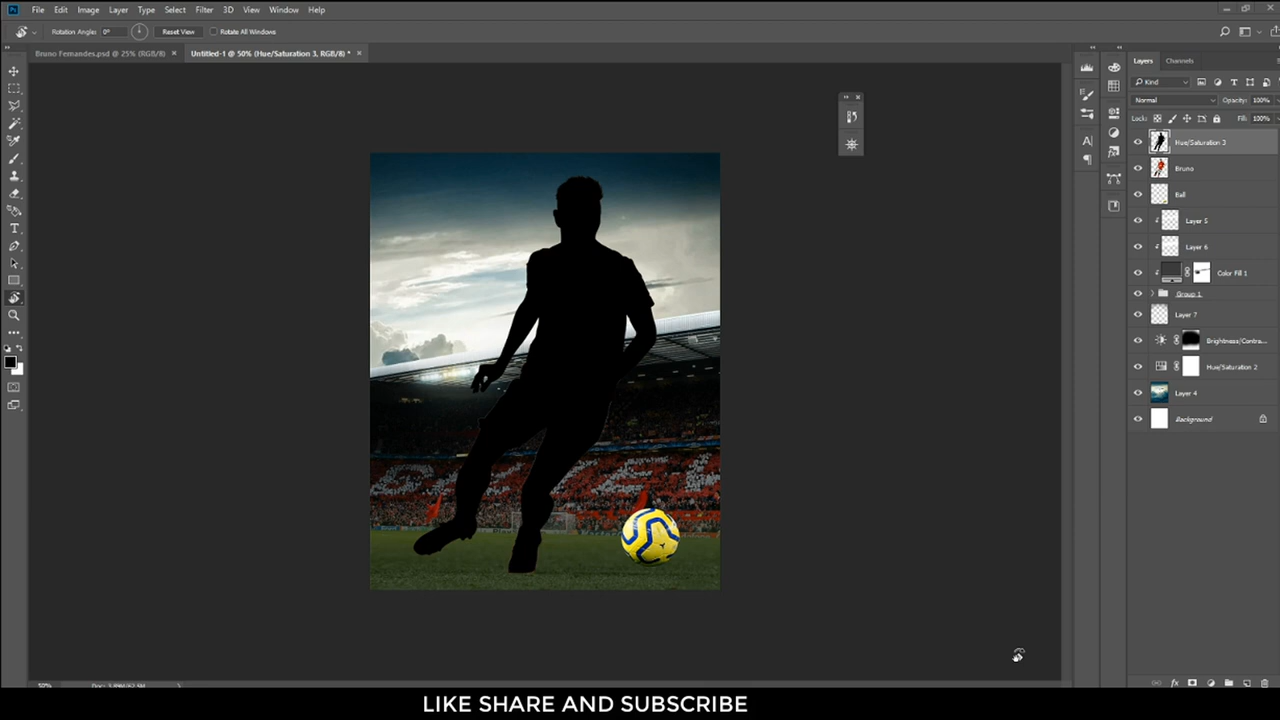 File Edit Image Layer Type Select Filter 3D View Window Help
Rotation Angle: 0° Reset View Rotate All Windows
Bruno Fernandes.psd @ 25% (RGB/8) × Untitled-1 @ 50% (Hue/Saturation 3, RGB/8) * ×
Layers Channels
Kind
Normal Opacity: 100%
Lock: Fill: 100%
Hue/Saturation 3
Bruno
Ball
Layer 5
Layer 6
Color Fill 1
Group 1
Layer 7
Brightness/Contra...
Hue/Saturation 2
Layer 4
Background
50%
LIKE SHARE AND SUBSCRIBE